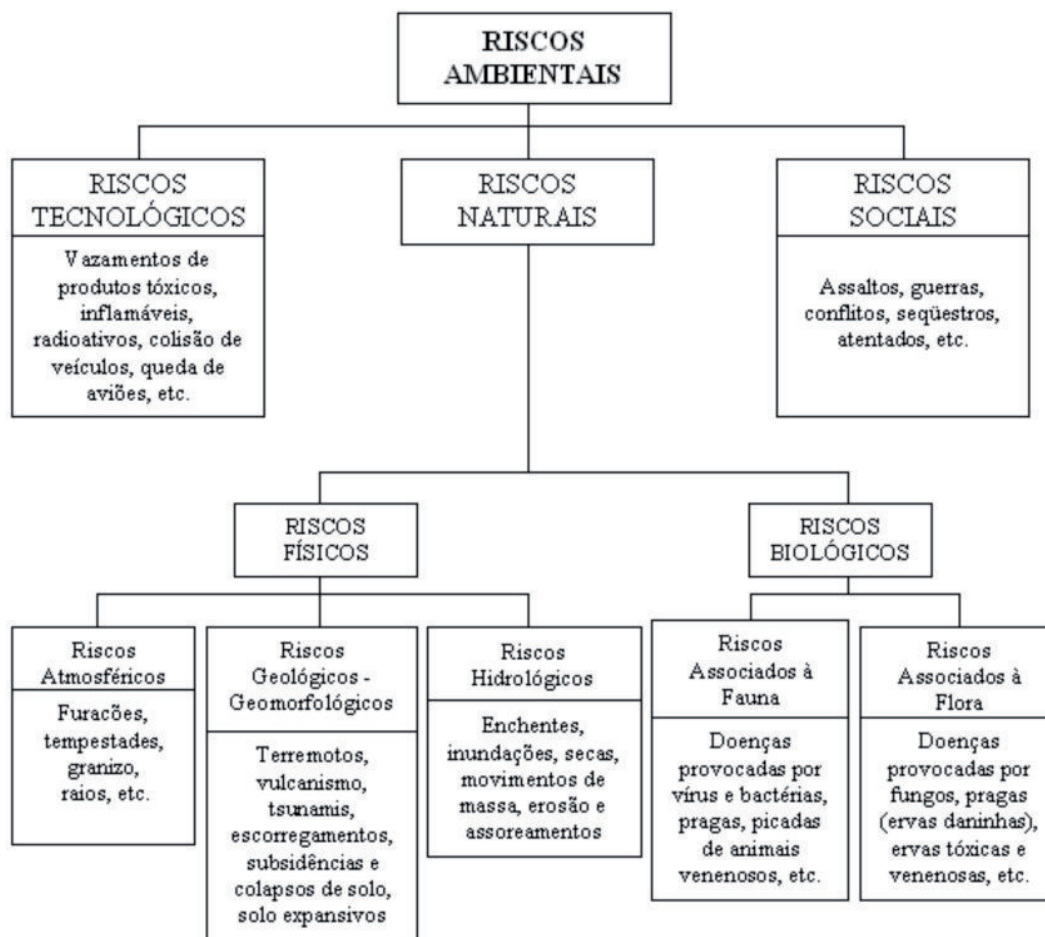 RISCOS
AMBIENTAIS
RISCOS
TECNOLÓGICOS
Vazamentos de
produtos tóxicos,
inflamáveis,
radioativos, colisão de
veículos, queda de
aviões, etc.
RISCOS
NATURAIS
RISCOS
SOCIAIS
Assaltos, guerras,
conflitos, seqüestros,
atentados, etc.
RISCOS
FÍSICOS
RISCOS
BIOLÓGICOS
Riscos
Atmosféricos
Furacões,
tempestades,
granizo,
raios, etc.
Riscos
Geológicos -
Geomorfológicos
Terremotos,
vulcanismo,
tsunamis,
escorregamentos,
subsidências e
colapsos de solo,
solo expansivos
Riscos
Hidrológicos
Enchentes,
inundações, secas,
movimentos de
massa, erosão e
assoreamentos
Riscos
Associados à
Fauna
Doenças
provocadas por
vírus e bactérias,
pragas, picadas
de animais
venenosos, etc.
Riscos
Associados à
Flora
Doenças
provocadas por
fungos, pragas
(ervas daninhas),
ervas tóxicas e
venenosas, etc.